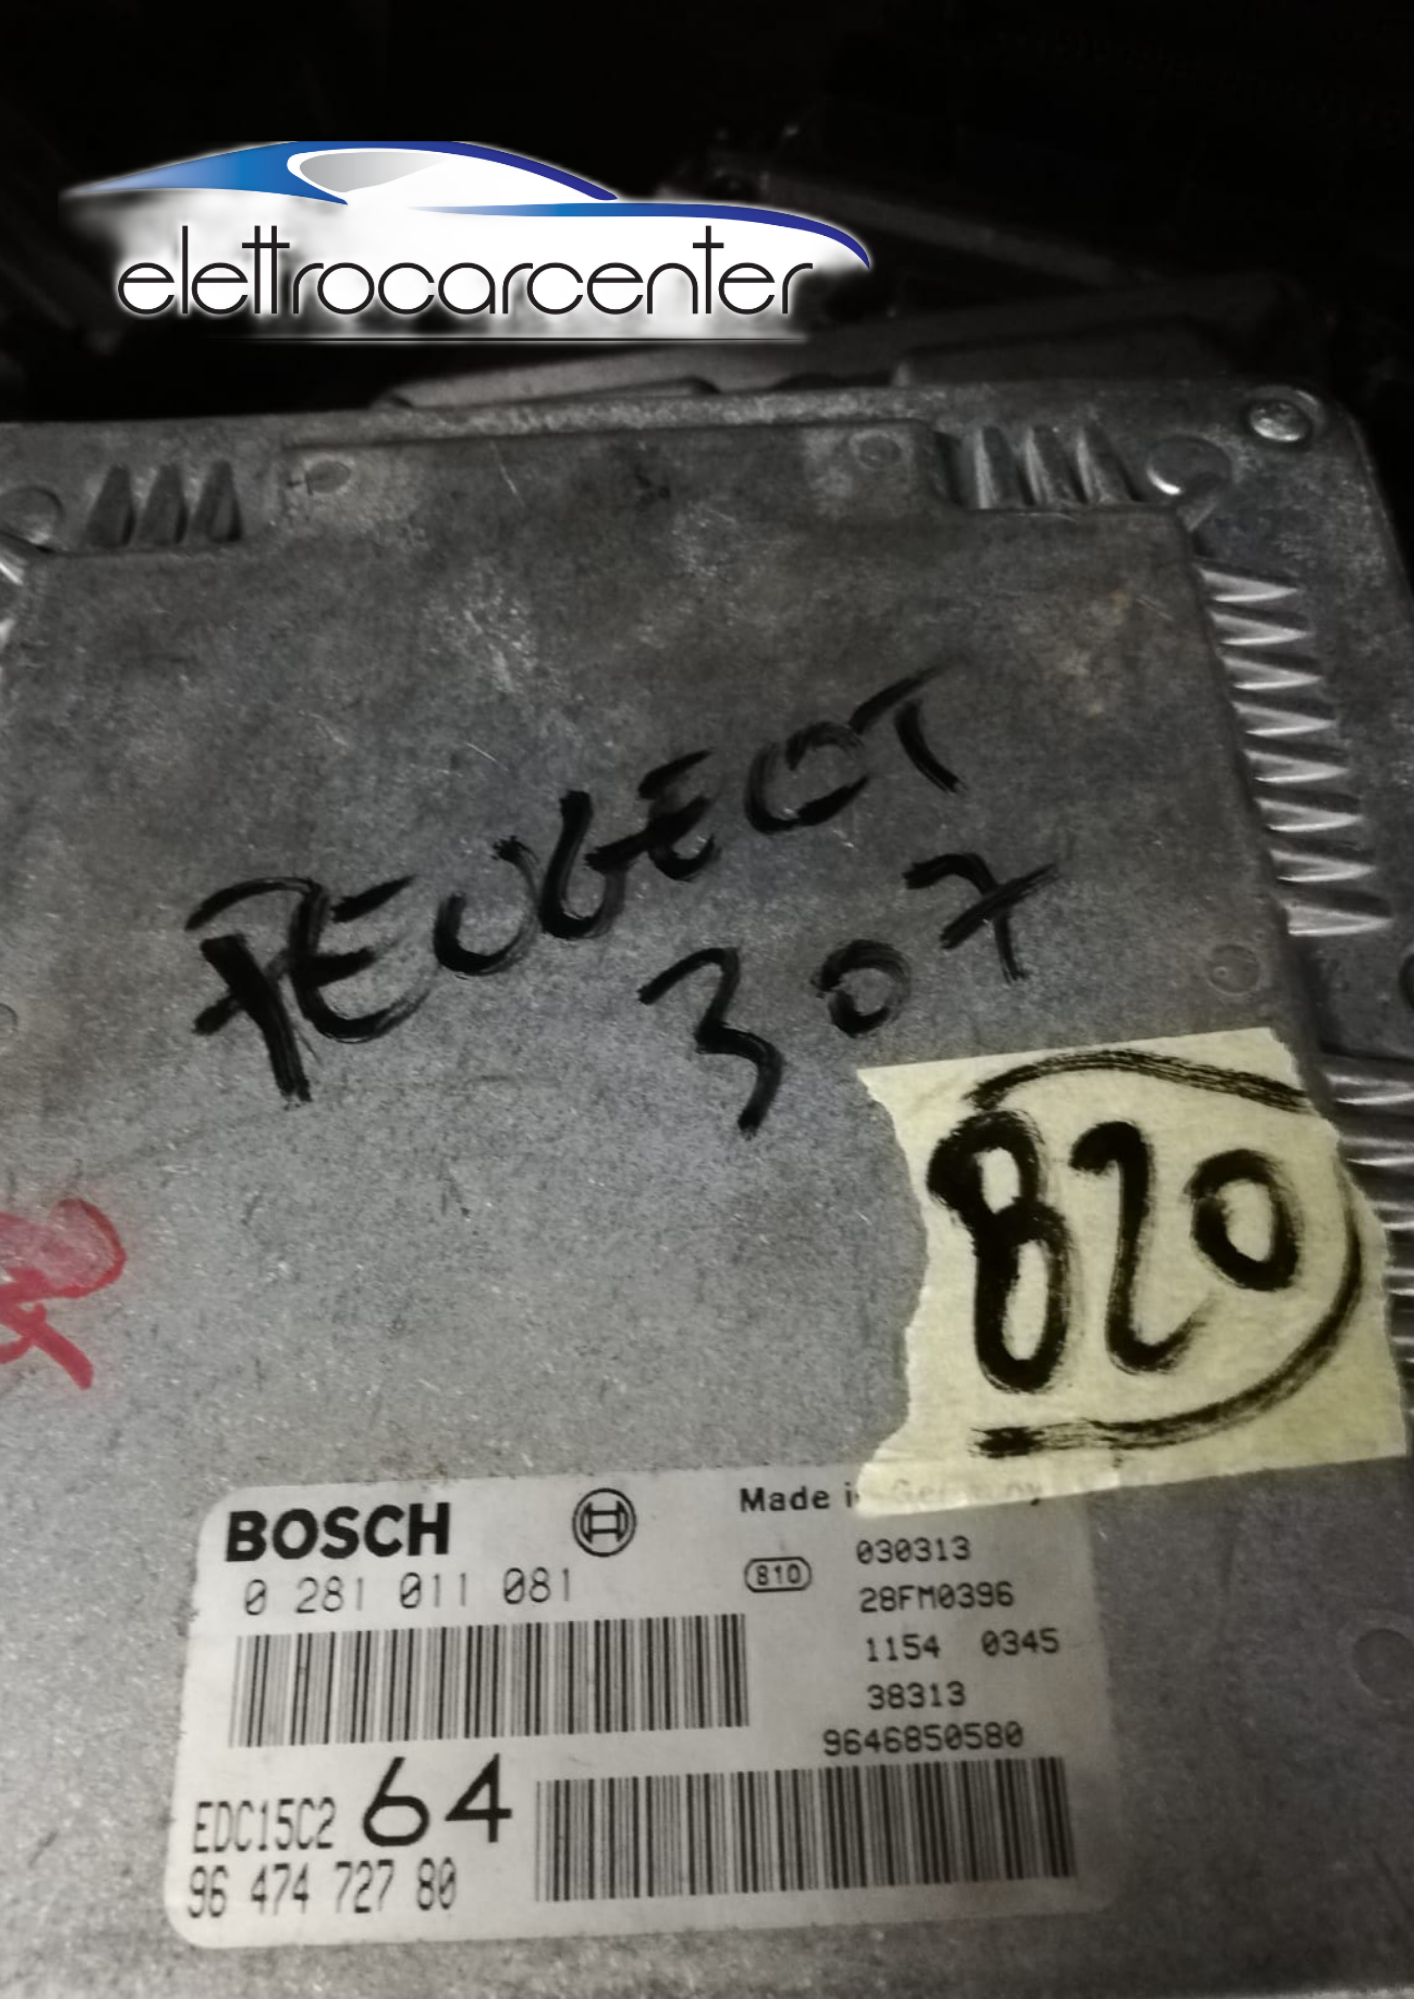 elettrocarcenter
PEUGEOT
307
820
BOSCH
Made in Germany
0 281 011 081
810
030313
28FM0396
1154 0345
38313
9646850580
EDC15C2 64
96 474 727 80